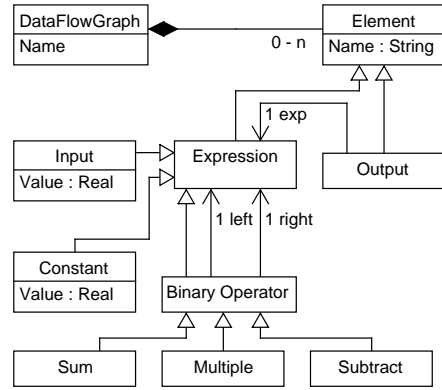 DataFlowGraph
Name
Element
Name : String
0 - n
1 exp
Input
Value : Real
Expression
Output
1 left
1 right
Constant
Value : Real
Binary Operator
Sum
Multiple
Subtract